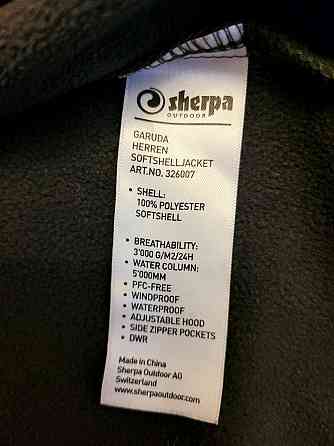 sherpa
OUTDOOR
GARUDA
HERREN
SOFTSHELLJACKET
ART.NO. 326007
• SHELL:
100% POLYESTER
SOFTSHELL
• BREATHABILITY:
3'000 G/M2/24H
• WATER COLUMN:
5'000MM
• PFC-FREE
• WINDPROOF
• WATERPROOF
• ADJUSTABLE HOOD
• SIDE ZIPPER POCKETS
• DWR
Made in China
Sherpa Outdoor AG
Switzerland
www.sherpaoutdoor.com